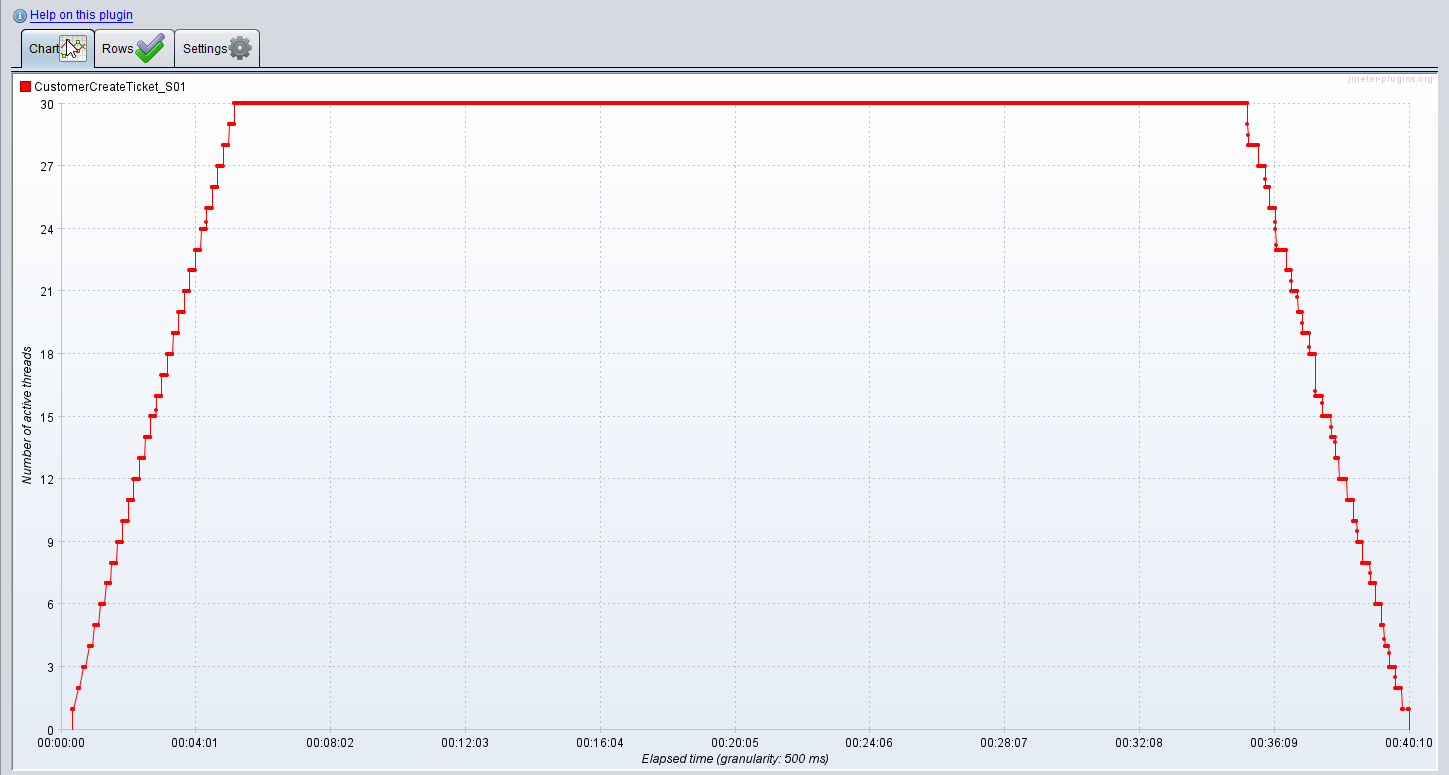 Help on this plugin
Chart Rows Settings
jmeter-plugins.org
CustomerCreateTicket_S01
30
27
24
21
18
15
12
9
6
3
0
Number of active threads
00:00:00 00:04:01 00:08:02 00:12:03 00:16:04 00:20:05 00:24:06 00:28:07 00:32:08 00:36:09 00:40:10
Elapsed time (granularity: 500 ms)